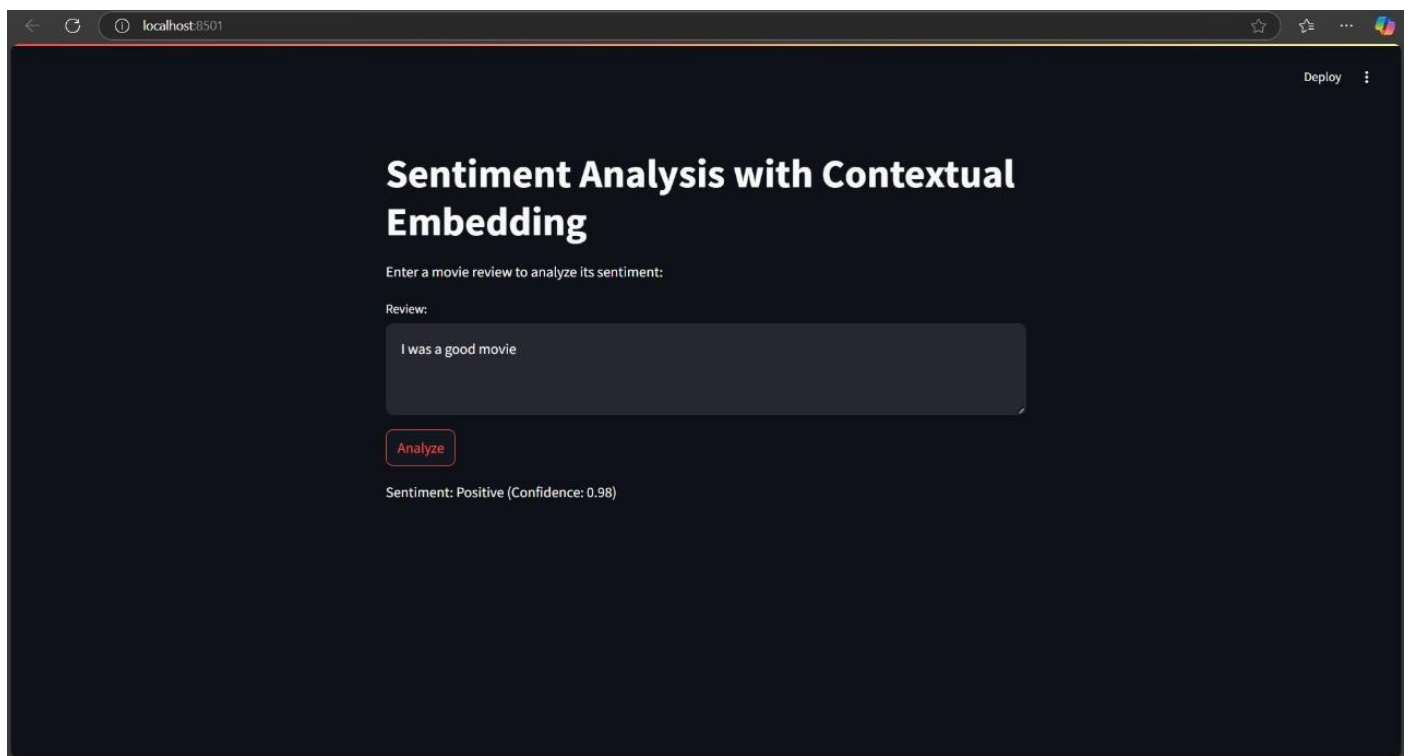 localhost:8501
Deploy
Sentiment Analysis with Contextual
Embedding
Enter a movie review to analyze its sentiment:
Review:
I was a good movie
Analyze
Sentiment: Positive (Confidence: 0.98)